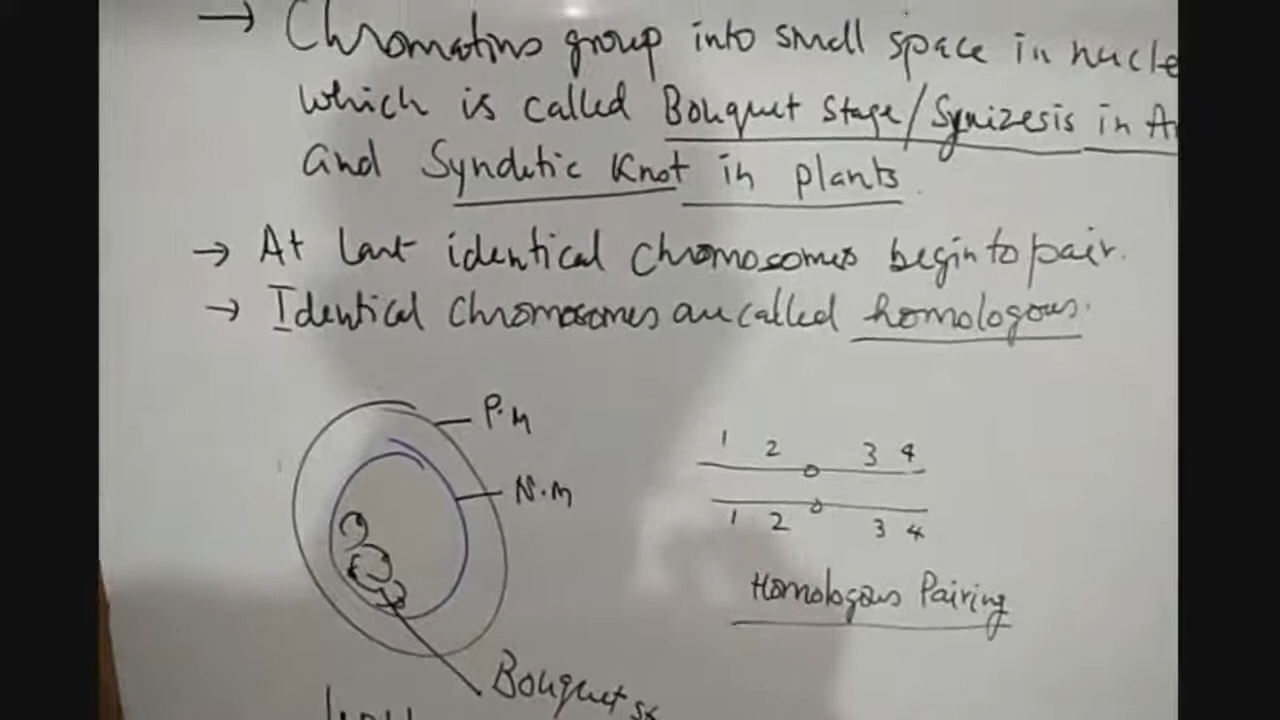 → Chromatins group into small space in nucle
which is called Bouquet Stage/Synizesis in A
and Syndetic Knot in plants.
→ At last identical chromosomes begin to pair.
→ Identical chromosomes are called homologous.
P.M
N.M
1 2 3 4
1 2 3 4
Homologous Pairing
Bouquet